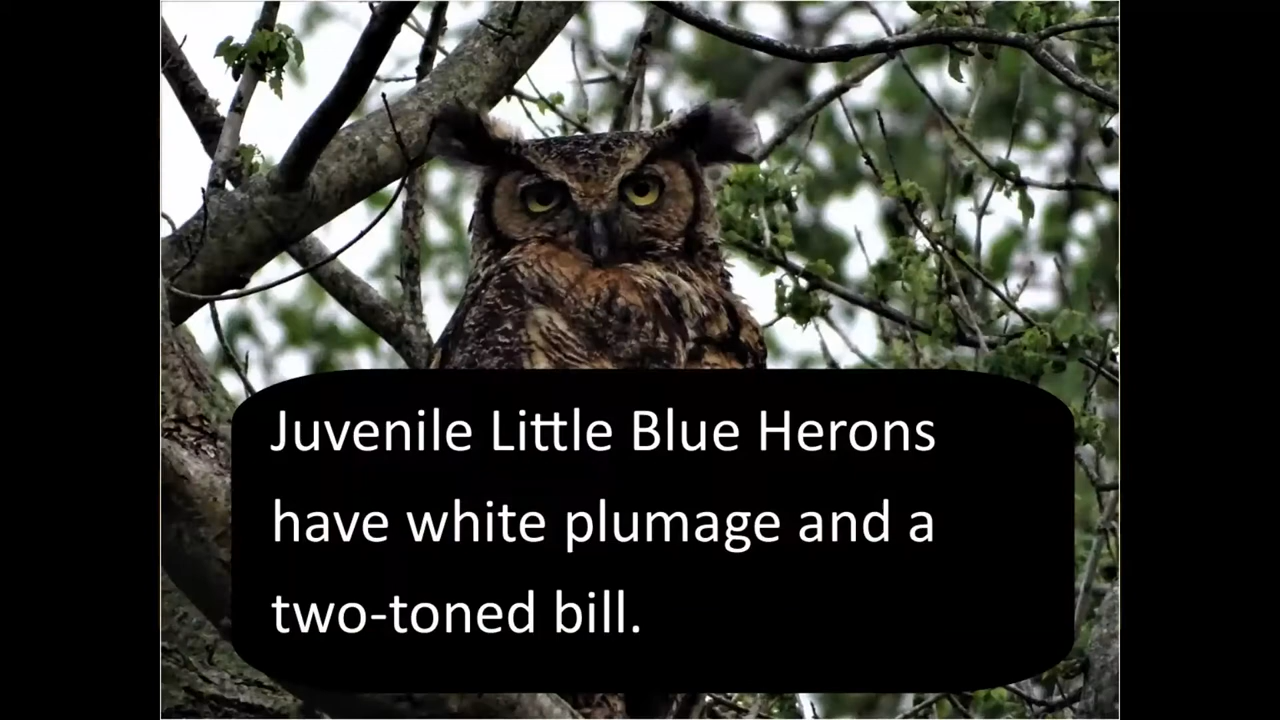 Juvenile Little Blue Herons
have white plumage and a
two-toned bill.